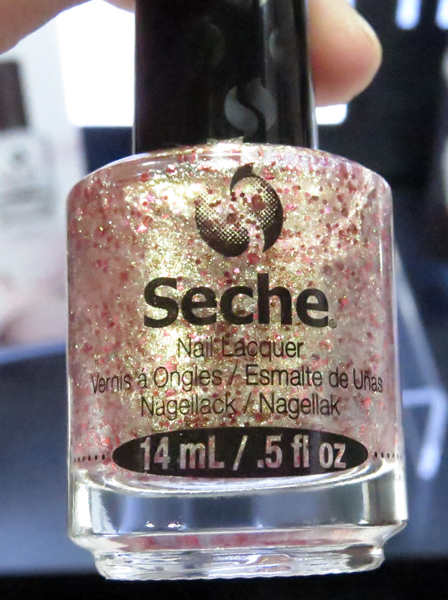 Seche®
Nail Lacquer
Vernis á Ongles / Esmalte de Uñas
Nagellack / Nagellak
14 mL / .5 fl oz